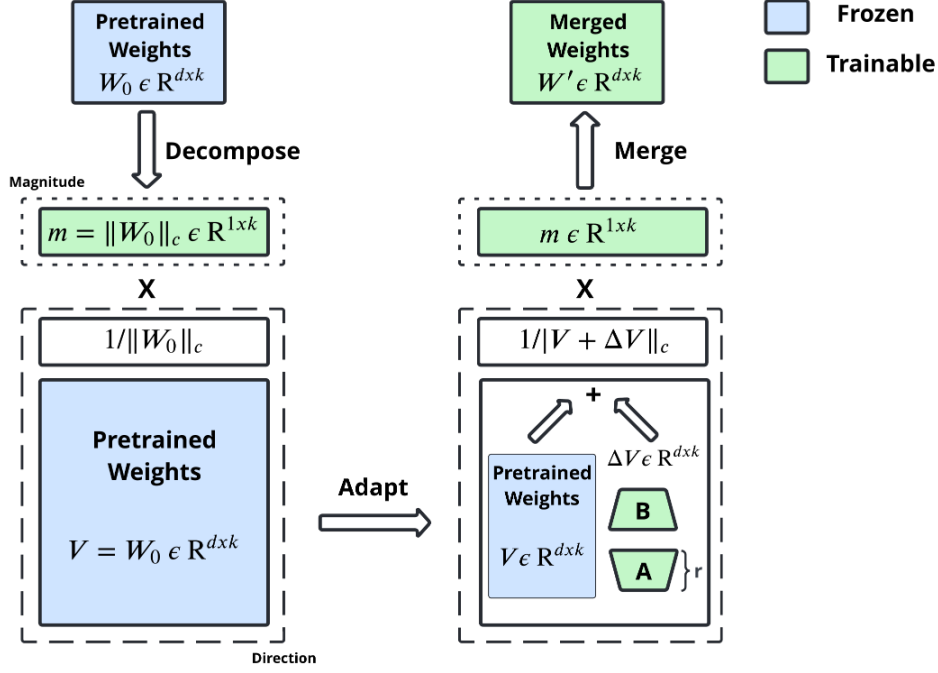 Pretrained
Weights
W₀ ϵ R^{dxk}
Decompose
Magnitude
m = ‖W₀‖_c ϵ R^{1xk}
X
1/‖W₀‖_c
Pretrained
Weights
V = W₀ ϵ R^{dxk}
Direction
Adapt
Merged
Weights
W′ ϵ R^{dxk}
Merge
m ϵ R^{1xk}
X
1/|V + ΔV‖_c
+
Pretrained
Weights
V ϵ R^{dxk}
ΔV ϵ R^{dxk}
B
A
r
Frozen
Trainable